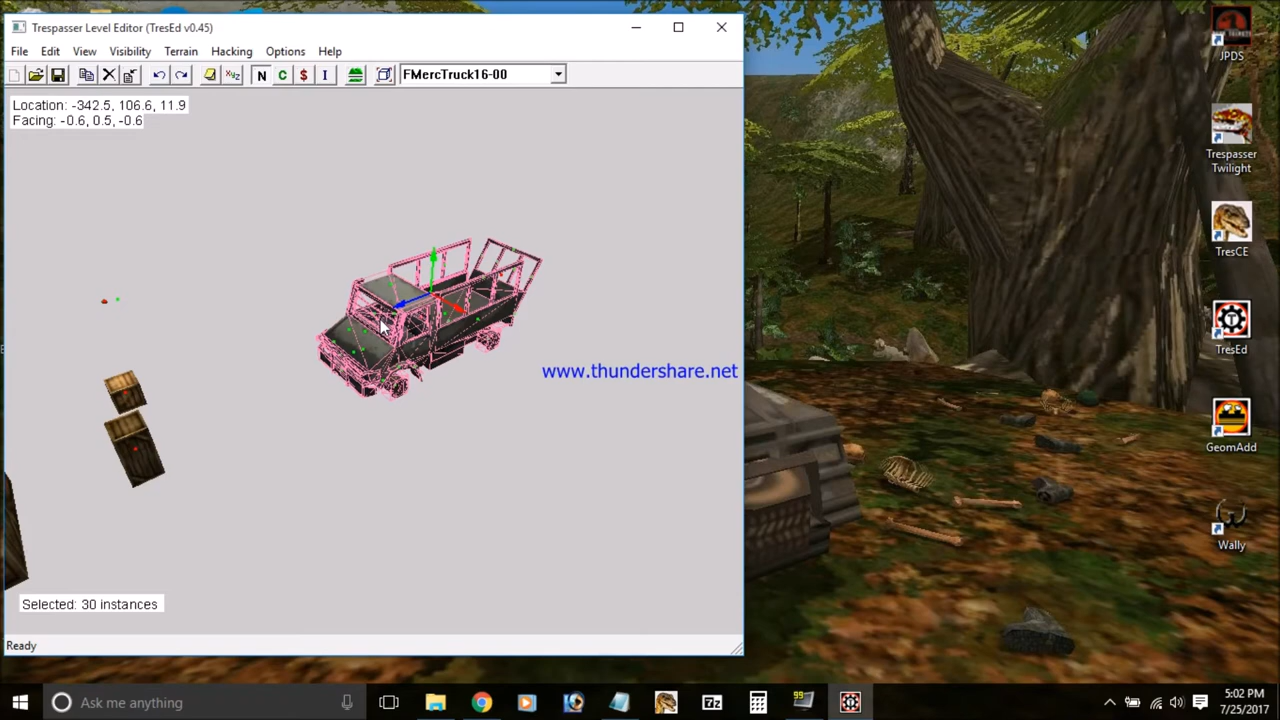 Trespasser Level Editor (TresEd v0.45)
File Edit View Visibility Terrain Hacking Options Help
N C $ I FMercTruck16-00
Location: -342.5, 106.6, 11.9
Facing: -0.6, 0.5, -0.6
www.thundershare.net
Selected: 30 instances
Ready
JPDS
Trespasser
Twilight
TresCE
TresEd
GeomAdd
Wally
Ask me anything
99
5:02 PM
7/25/2017